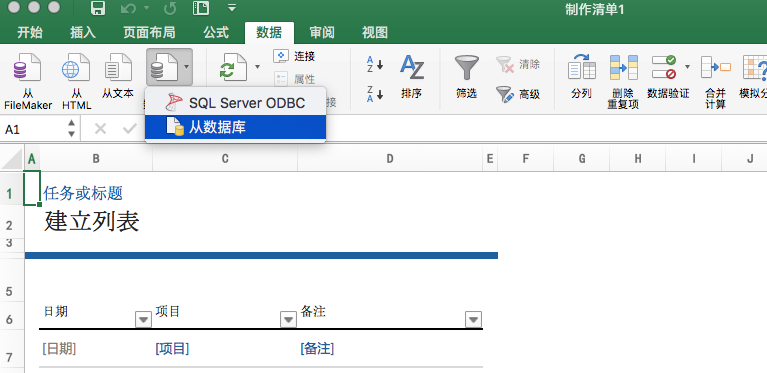 制作清单1
开始 插入 页面布局 公式 数据 审阅 视图
从 FileMaker
从 HTML
从文本
连接
属性
排序
筛选
清除
高级
分列
删除 重复项
数据验证
合并 计算
SQL Server ODBC
从数据库
A1
A B C D E F G H I J
1 任务或标题
2 建立列表
3
5
6 日期 项目 备注
7 [日期] [项目] [备注]